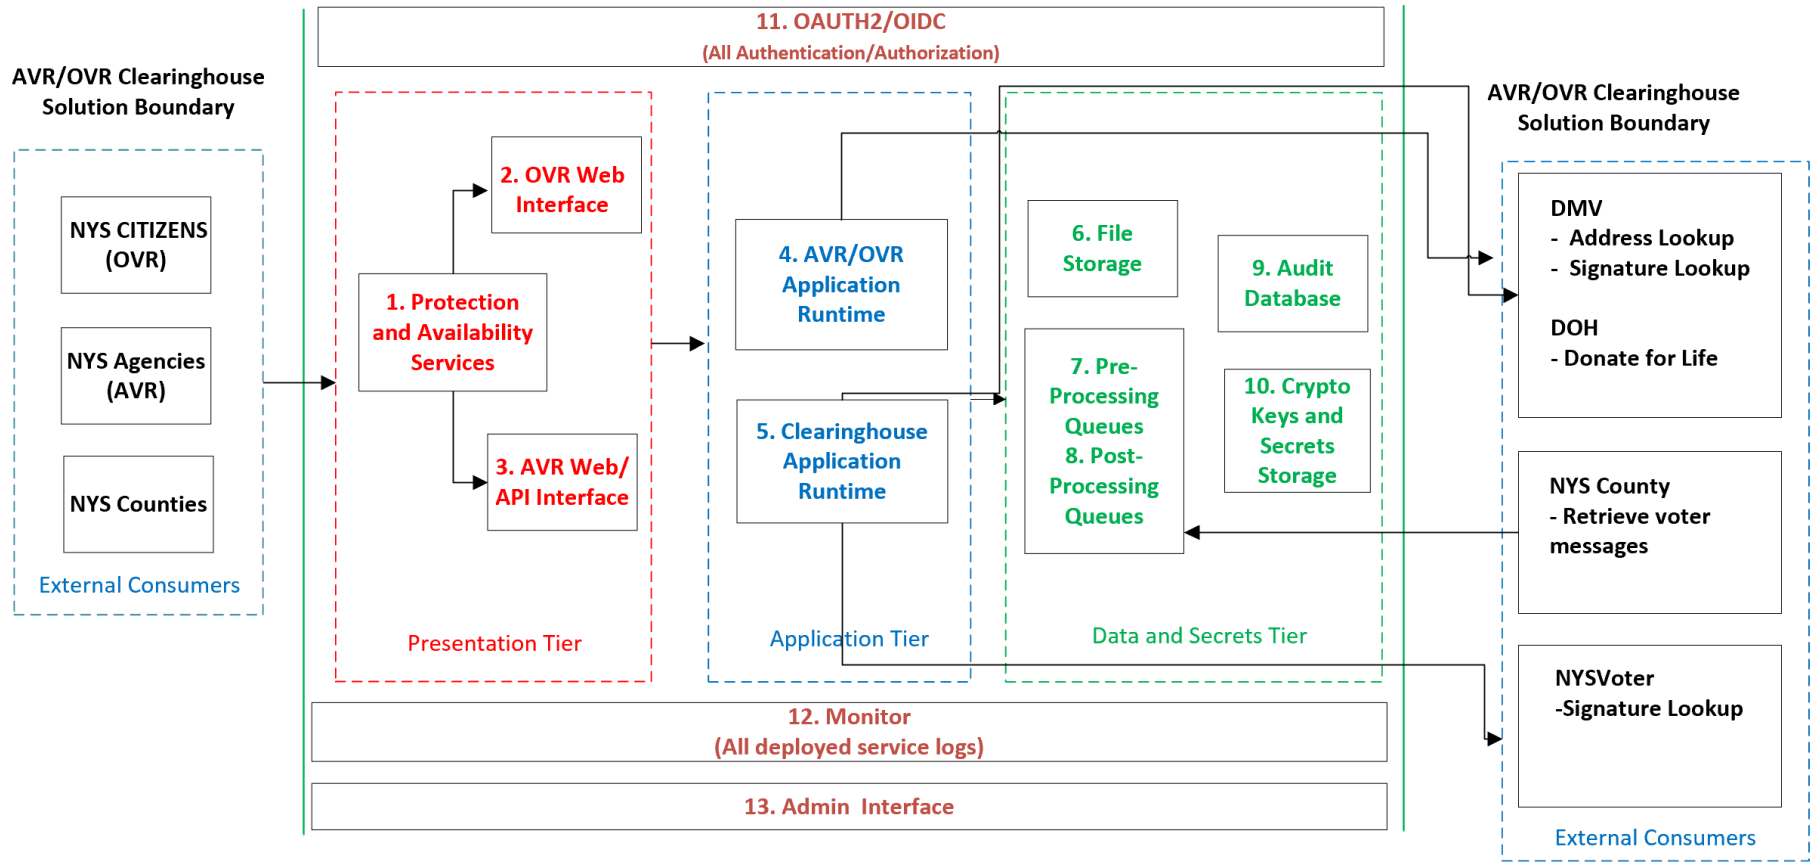 11. OAUTH2/OIDC
(All Authentication/Authorization)
AVR/OVR Clearinghouse
Solution Boundary
NYS CITIZENS
(OVR)
NYS Agencies
(AVR)
NYS Counties
External Consumers
1. Protection
and Availability
Services
2. OVR Web
Interface
3. AVR Web/
API Interface
Presentation Tier
4. AVR/OVR
Application
Runtime
5. Clearinghouse
Application
Runtime
Application Tier
6. File
Storage
7. Pre-
Processing
Queues
8. Post-
Processing
Queues
9. Audit
Database
10. Crypto
Keys and
Secrets
Storage
Data and Secrets Tier
AVR/OVR Clearinghouse
Solution Boundary
DMV
- Address Lookup
- Signature Lookup
DOH
- Donate for Life
NYS County
- Retrieve voter
messages
NYSVoter
-Signature Lookup
External Consumers
12. Monitor
(All deployed service logs)
13. Admin  Interface